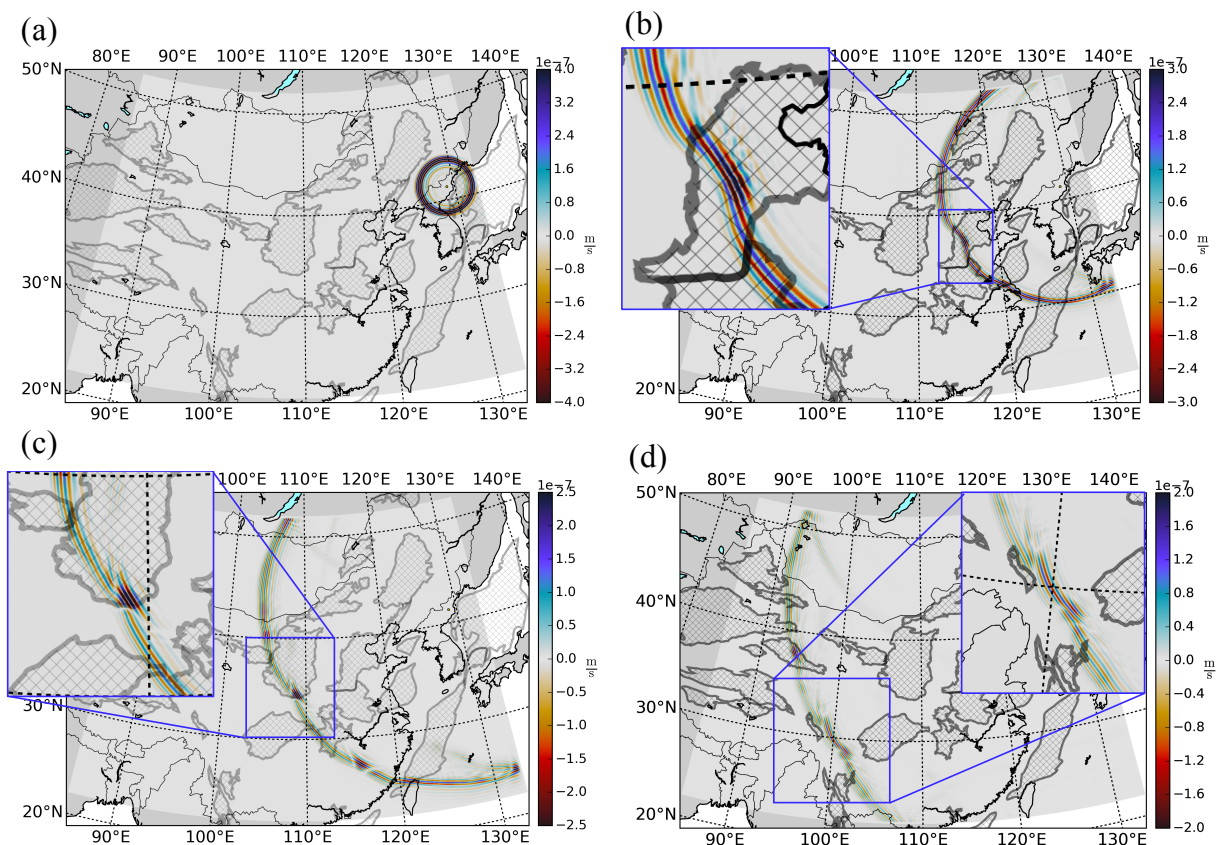 (a)
80°E 90°E 100°E 110°E 120°E 130°E 140°E
50°N
40°N
30°N
20°N
90°E 100°E 110°E 120°E 130°E
1e−7
4.0
3.2
2.4
1.6
0.8
0.0
−0.8
−1.6
−2.4
−3.2
−4.0
m/s
(b)
100°E 110°E 120°E 130°E 140°E
20°N
90°E 100°E 110°E 120°E 130°E
1e−7
3.0
2.4
1.8
1.2
0.6
0.0
−0.6
−1.2
−1.8
−2.4
−3.0
m/s
(c)
100°E 110°E 120°E 130°E 140°E
30°N
20°N
90°E 100°E 110°E 120°E 130°E
1e−7
2.5
2.0
1.5
1.0
0.5
0.0
−0.5
−1.0
−1.5
−2.0
−2.5
m/s
(d)
80°E 90°E 100°E 110°E 120°E 130°E 140°E
50°N
40°N
30°N
20°N
90°E 100°E 110°E 120°E 130°E
1e−7
2.0
1.6
1.2
0.8
0.4
0.0
−0.4
−0.8
−1.2
−1.6
−2.0
m/s